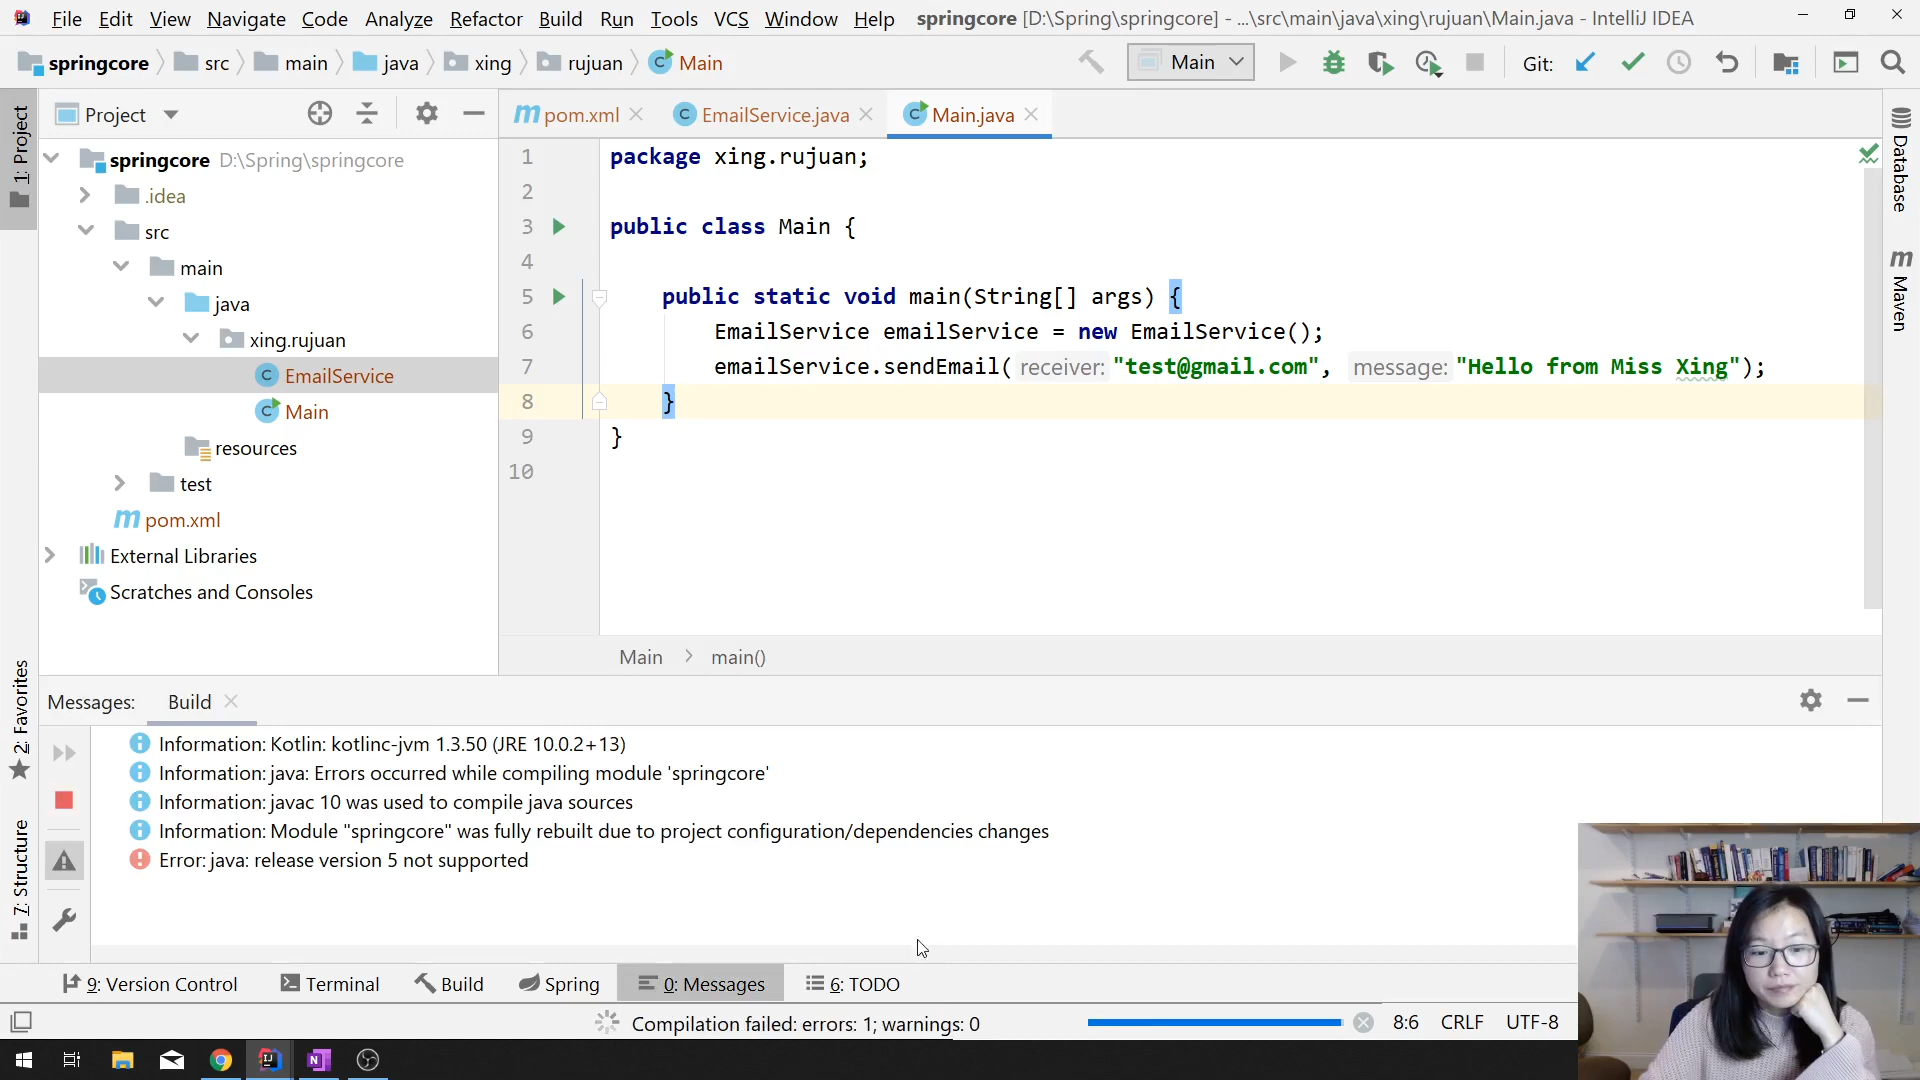 File Edit View Navigate Code Analyze Refactor Build Run Tools VCS Window Help springcore [D:\Spring\springcore] - ...\src\main\java\xing\rujuan\Main.java - IntelliJ IDEA
springcore src main java xing rujuan Main Main Git:
1: Project
Project
pom.xml EmailService.java Main.java
springcore D:\Spring\springcore
.idea
src
main
java
xing.rujuan
EmailService
Main
resources
test
pom.xml
External Libraries
Scratches and Consoles
1 package xing.rujuan;
2
3 public class Main {
4
5 public static void main(String[] args) {
6 EmailService emailService = new EmailService();
7 emailService.sendEmail( receiver: "test@gmail.com", message: "Hello from Miss Xing");
8 }
9 }
10
Main main()
Database
Maven
2: Favorites
7: Structure
Messages: Build
Information: Kotlin: kotlinc-jvm 1.3.50 (JRE 10.0.2+13)
Information: java: Errors occurred while compiling module 'springcore'
Information: javac 10 was used to compile java sources
Information: Module "springcore" was fully rebuilt due to project configuration/dependencies changes
Error: java: release version 5 not supported
9: Version Control Terminal Build Spring 0: Messages 6: TODO
Compilation failed: errors: 1; warnings: 0 8:6 CRLF UTF-8